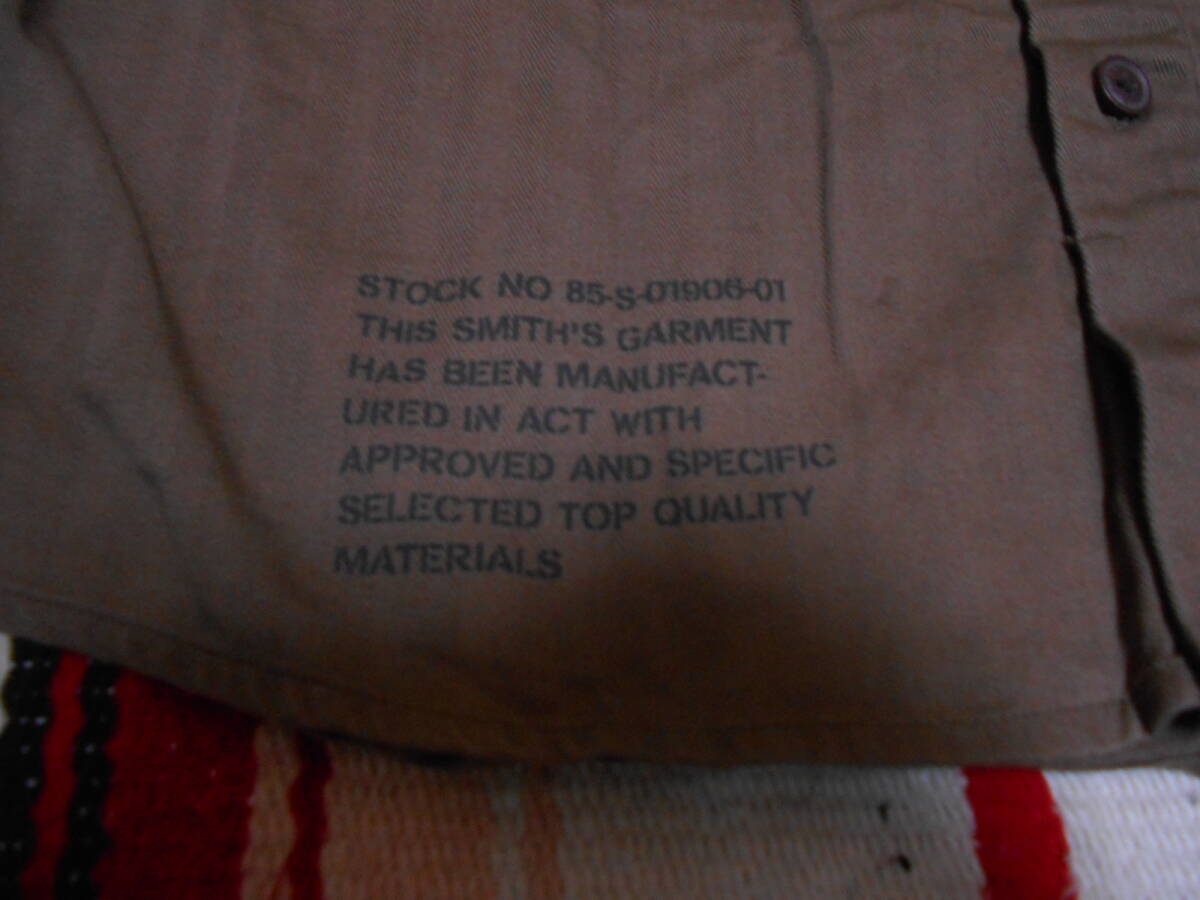 STOCK NO 85-S-01906-01
THIS SMITH'S GARMENT
HAS BEEN MANUFACT-
URED IN ACT WITH
APPROVED AND SPECIFIC
SELECTED TOP QUALITY
MATERIALS